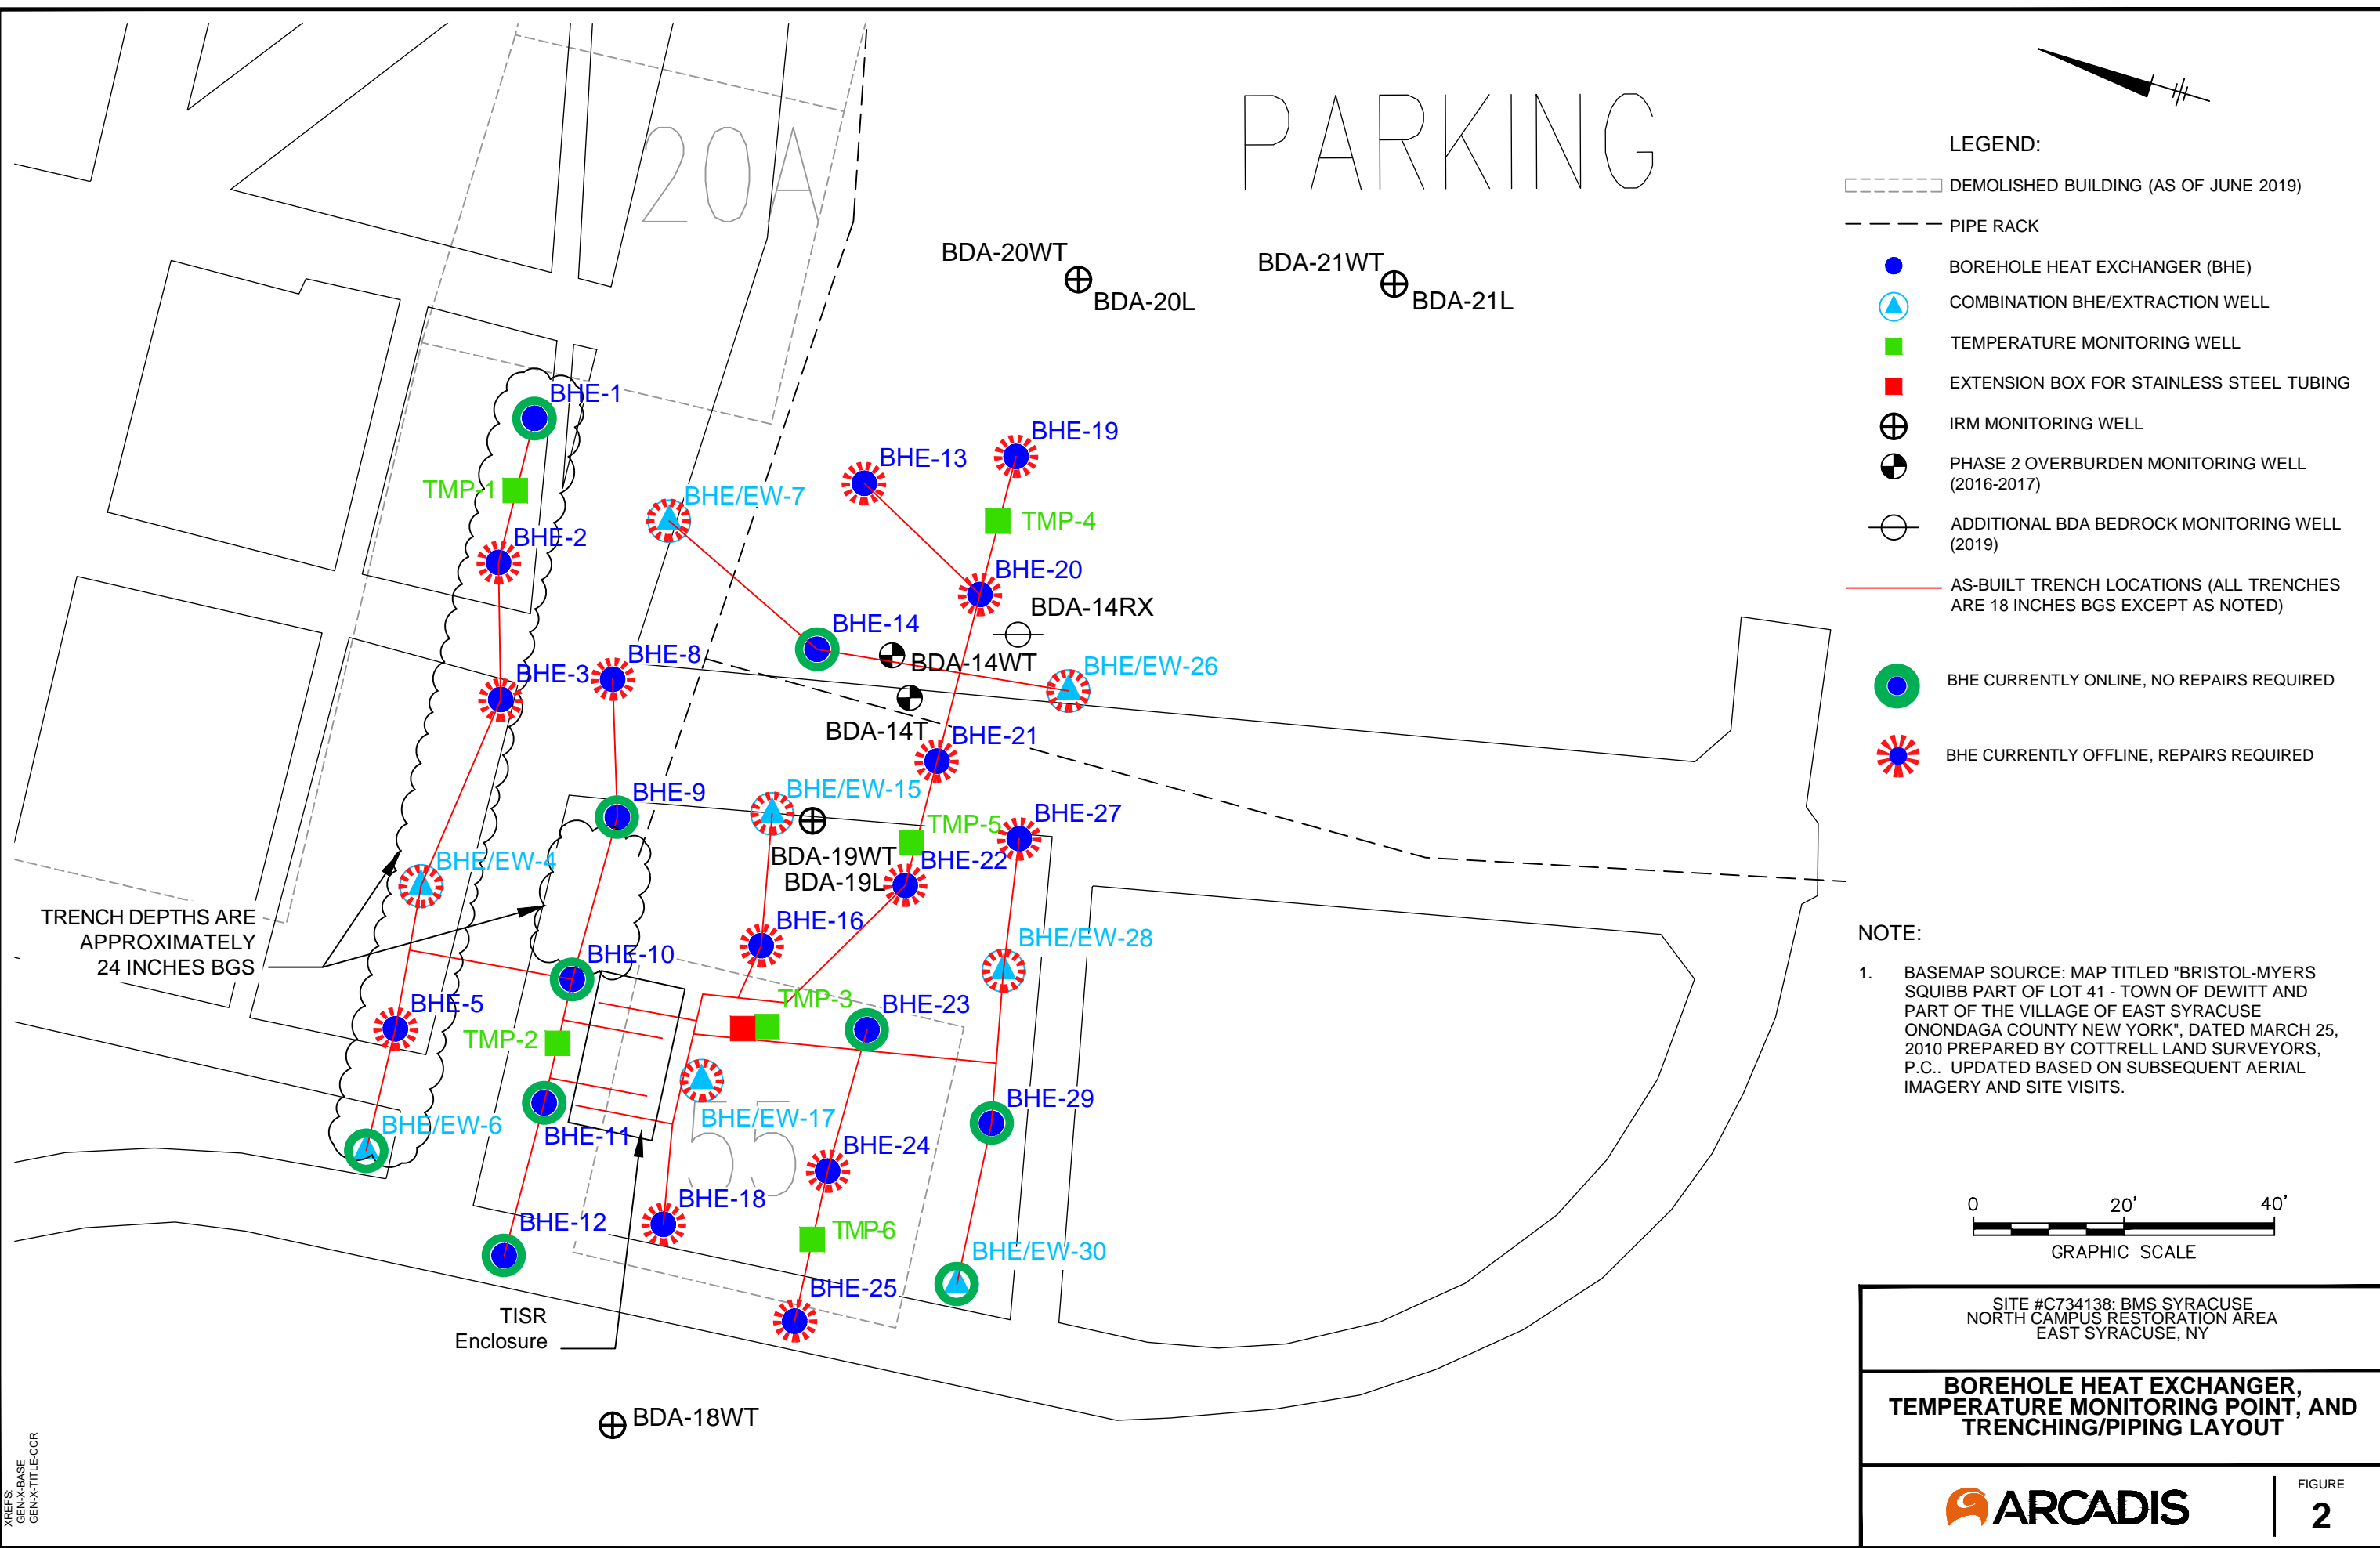 PARKING
20A
LEGEND:
DEMOLISHED BUILDING (AS OF JUNE 2019)
PIPE RACK
BOREHOLE HEAT EXCHANGER (BHE)
COMBINATION BHE/EXTRACTION WELL
TEMPERATURE MONITORING WELL
EXTENSION BOX FOR STAINLESS STEEL TUBING
IRM MONITORING WELL
PHASE 2 OVERBURDEN MONITORING WELL
(2016-2017)
ADDITIONAL BDA BEDROCK MONITORING WELL
(2019)
AS-BUILT TRENCH LOCATIONS (ALL TRENCHES
ARE 18 INCHES BGS EXCEPT AS NOTED)
BHE CURRENTLY ONLINE, NO REPAIRS REQUIRED
BHE CURRENTLY OFFLINE, REPAIRS REQUIRED
BDA-20WT
BDA-20L
BDA-21WT
BDA-21L
BHE-1
TMP-1
BHE-2
BHE-3
BHE/EW-7
BHE-13
BHE-19
TMP-4
BHE-20
BDA-14RX
BHE-14
BDA-14WT
BHE/EW-26
BHE-8
BDA-14T
BHE-21
BHE-9
BHE/EW-15
TMP-5
BHE-27
BDA-19WT
BDA-19L
BHE-22
BHE/EW-4
TRENCH DEPTHS ARE
APPROXIMATELY
24 INCHES BGS
BHE-16
BHE/EW-28
BHE-10
BHE-5
TMP-2
TMP-3
BHE-23
BHE/EW-6
BHE-11
BHE/EW-17
55
BHE-29
BHE-24
BHE-18
BHE-12
TMP-6
BHE/EW-30
BHE-25
TISR
Enclosure
BDA-18WT
NOTE:
1. BASEMAP SOURCE: MAP TITLED "BRISTOL-MYERS
SQUIBB PART OF LOT 41 - TOWN OF DEWITT AND
PART OF THE VILLAGE OF EAST SYRACUSE
ONONDAGA COUNTY NEW YORK", DATED MARCH 25,
2010 PREPARED BY COTTRELL LAND SURVEYORS,
P.C.. UPDATED BASED ON SUBSEQUENT AERIAL
IMAGERY AND SITE VISITS.
0 20' 40'
GRAPHIC SCALE
SITE #C734138: BMS SYRACUSE
NORTH CAMPUS RESTORATION AREA
EAST SYRACUSE, NY
BOREHOLE HEAT EXCHANGER,
TEMPERATURE MONITORING POINT, AND
TRENCHING/PIPING LAYOUT
ARCADIS
FIGURE
2
XREFS:
GEN-X-BASE
GEN-X-TITLE-CCR